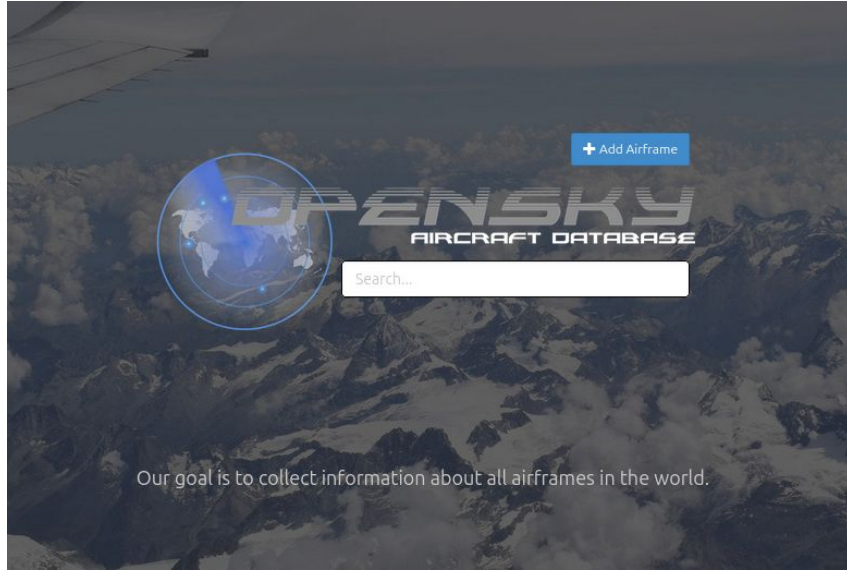 + Add Airframe
OPENSKY
AIRCRAFT DATABASE
Search...
Our goal is to collect information about all airframes in the world.